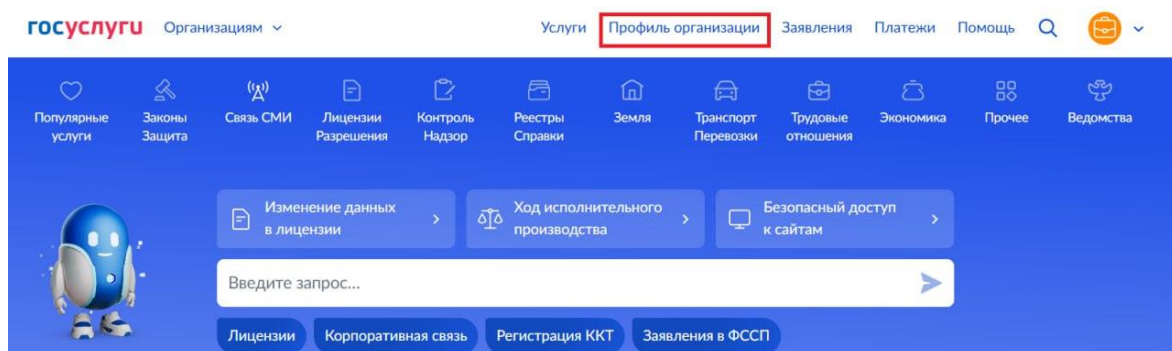 госуслуги Организациям Услуги Профиль организации Заявления Платежи Помощь
Популярные услуги
Законы Защита
Связь СМИ
Лицензии Разрешения
Контроль Надзор
Реестры Справки
Земля
Транспорт Перевозки
Трудовые отношения
Экономика
Прочее
Ведомства
Изменение данных
в лицензии
Ход исполнительного
производства
Безопасный доступ
к сайтам
Введите запрос...
Лицензии Корпоративная связь Регистрация ККТ Заявления в ФССП